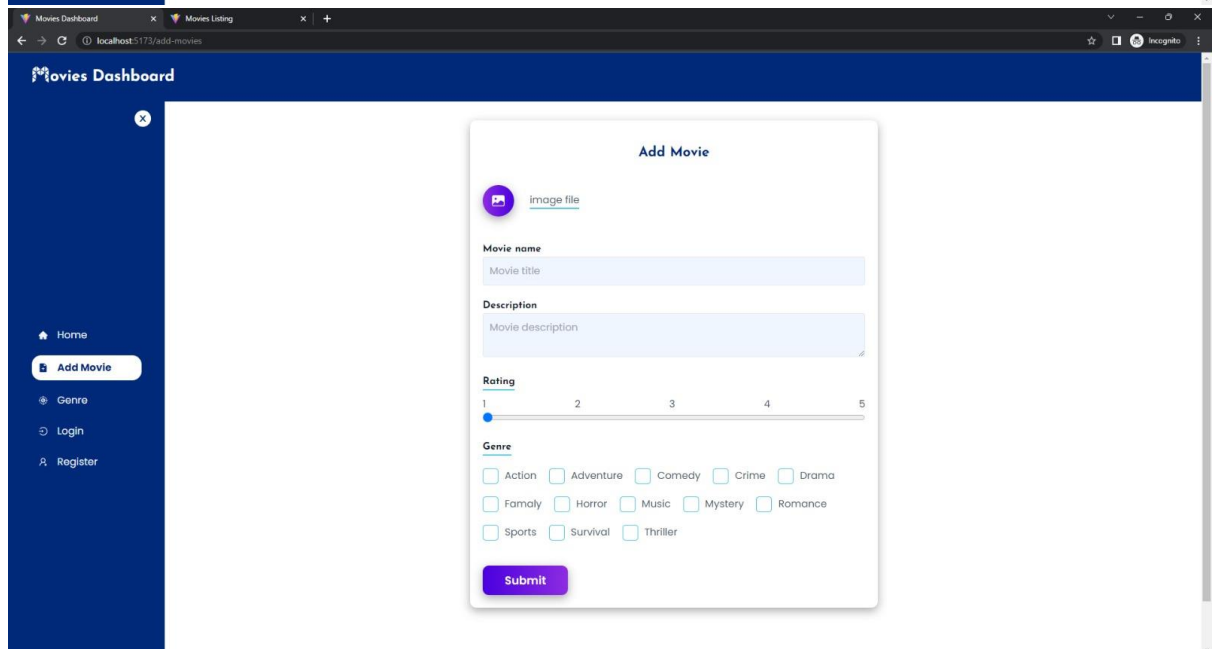 Movies Dashboard Movies Listing
localhost:5173/add-movies Incognito
Movies Dashboard
Add Movie
image file
Movie name
Movie title
Description
Movie description
Home
Add Movie
Genre
Login
Register
Rating
1 2 3 4 5
Genre
Action Adventure Comedy Crime Drama
Famaly Horror Music Mystery Romance
Sports Survival Thriller
Submit